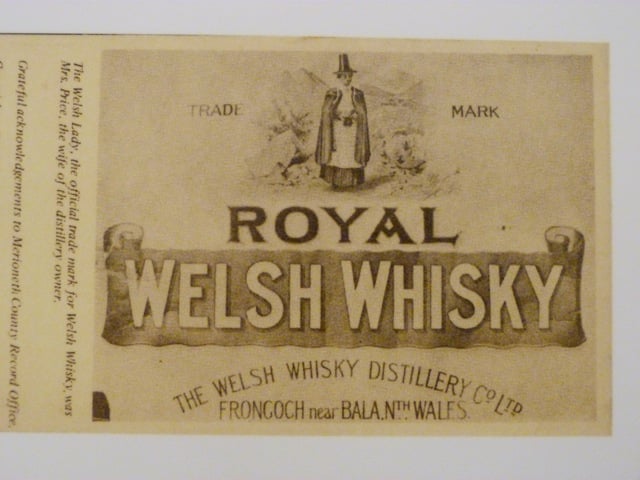 TRADE MARK
ROYAL
WELSH WHISKY
THE WELSH WHISKY DISTILLERY Co LTD
FRONGOCH near BALA. NTH WALES.
The Welsh Lady, the official trade mark for Welsh Whisky, was
Mrs. Price, the wife of the distillery owner.
Grateful acknowledgements to Merioneth County Record Office.